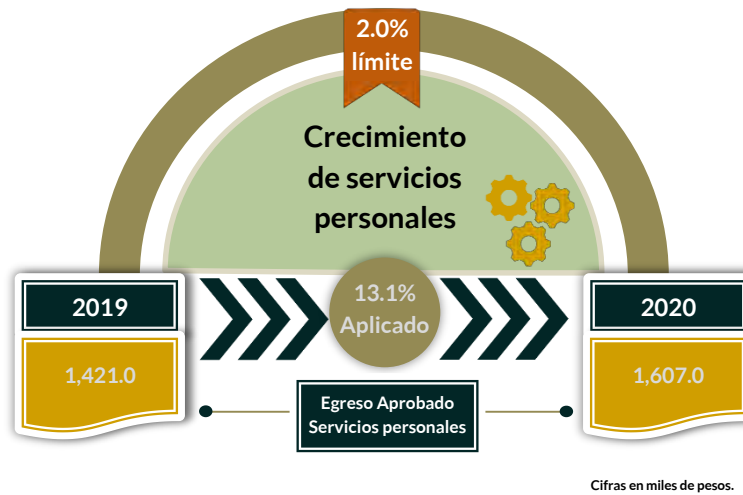 2.0%
límite
Crecimiento
de servicios
personales
2019
13.1%
Aplicado
2020
1,421.0
1,607.0
Egreso Aprobado
Servicios personales
Cifras en miles de pesos.